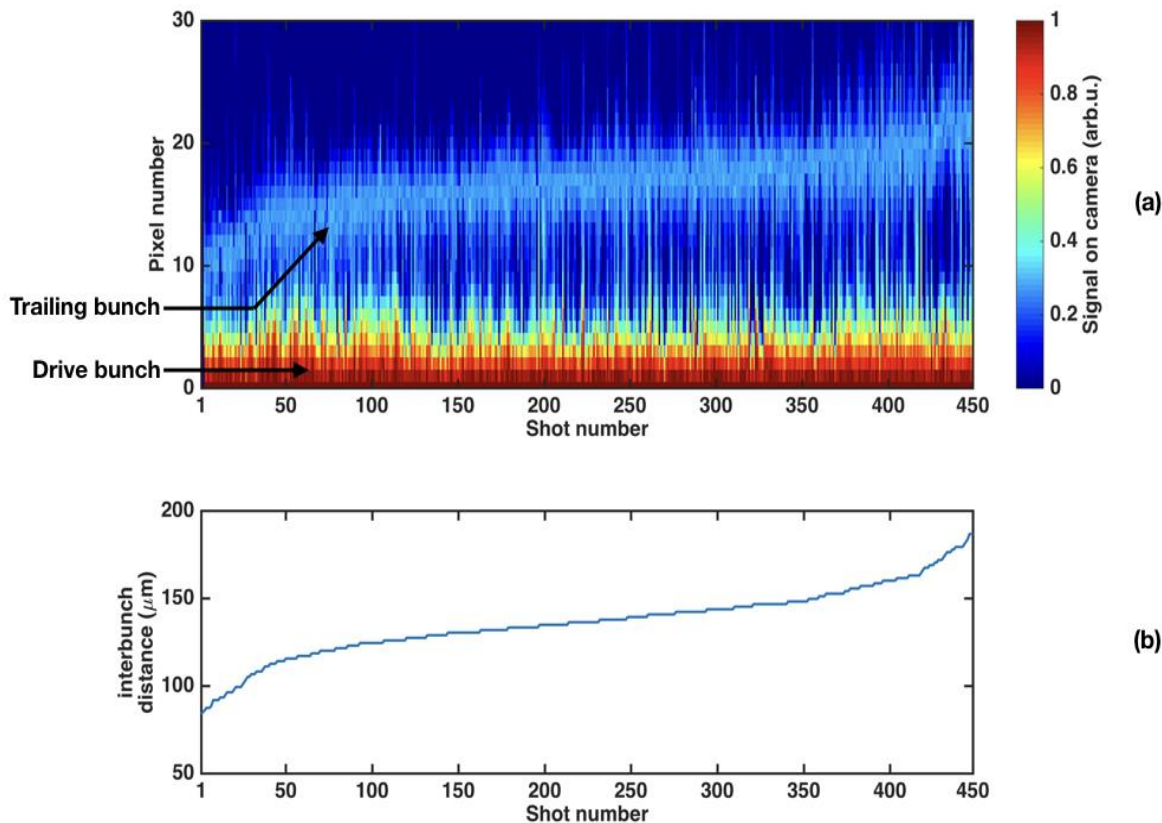 30
20
10
0
Pixel number
1 50 100 150 200 250 300 350 400 450
Shot number
1
0.8
0.6
0.4
0.2
0
Signal on camera (arb.u.)
(a)
Trailing bunch
Drive bunch
200
150
100
50
interbunch
distance (μm)
1 50 100 150 200 250 300 350 400 450
Shot number
(b)